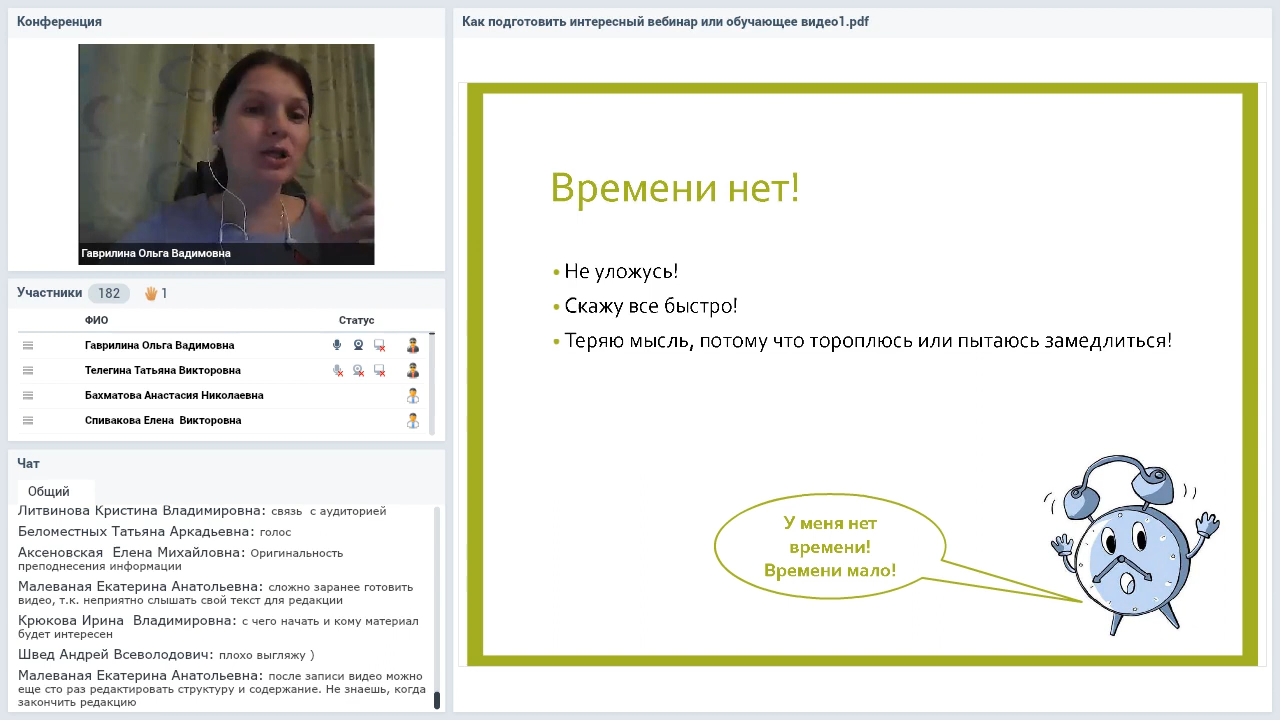 Конференция
Гаврилина Ольга Вадимовна
Участники 182 1
ФИО Статус
Гаврилина Ольга Вадимовна
Телегина Татьяна Викторовна
Бахматова Анастасия Николаевна
Спивакова Елена Викторовна
Чат
Общий
Литвинова Кристина Владимировна: связь с аудиторией
Беломестных Татьяна Аркадьевна: голос
Аксеновская Елена Михайловна: Оригинальность
преподнесения информации
Малеваная Екатерина Анатольевна: сложно заранее готовить
видео, т.к. неприятно слышать свой текст для редакции
Крюкова Ирина Владимировна: с чего начать и кому материал
будет интересен
Швед Андрей Всеволодович: плохо выгляжу )
Малеваная Екатерина Анатольевна: после записи видео можно
еще сто раз редактировать структуру и содержание. Не знаешь, когда
закончить редакцию
Как подготовить интересный вебинар или обучающее видео1.pdf
Времени нет!
• Не уложусь!
• Скажу все быстро!
• Теряю мысль, потому что тороплюсь или пытаюсь замедлиться!
У меня нет
времени!
Времени мало!